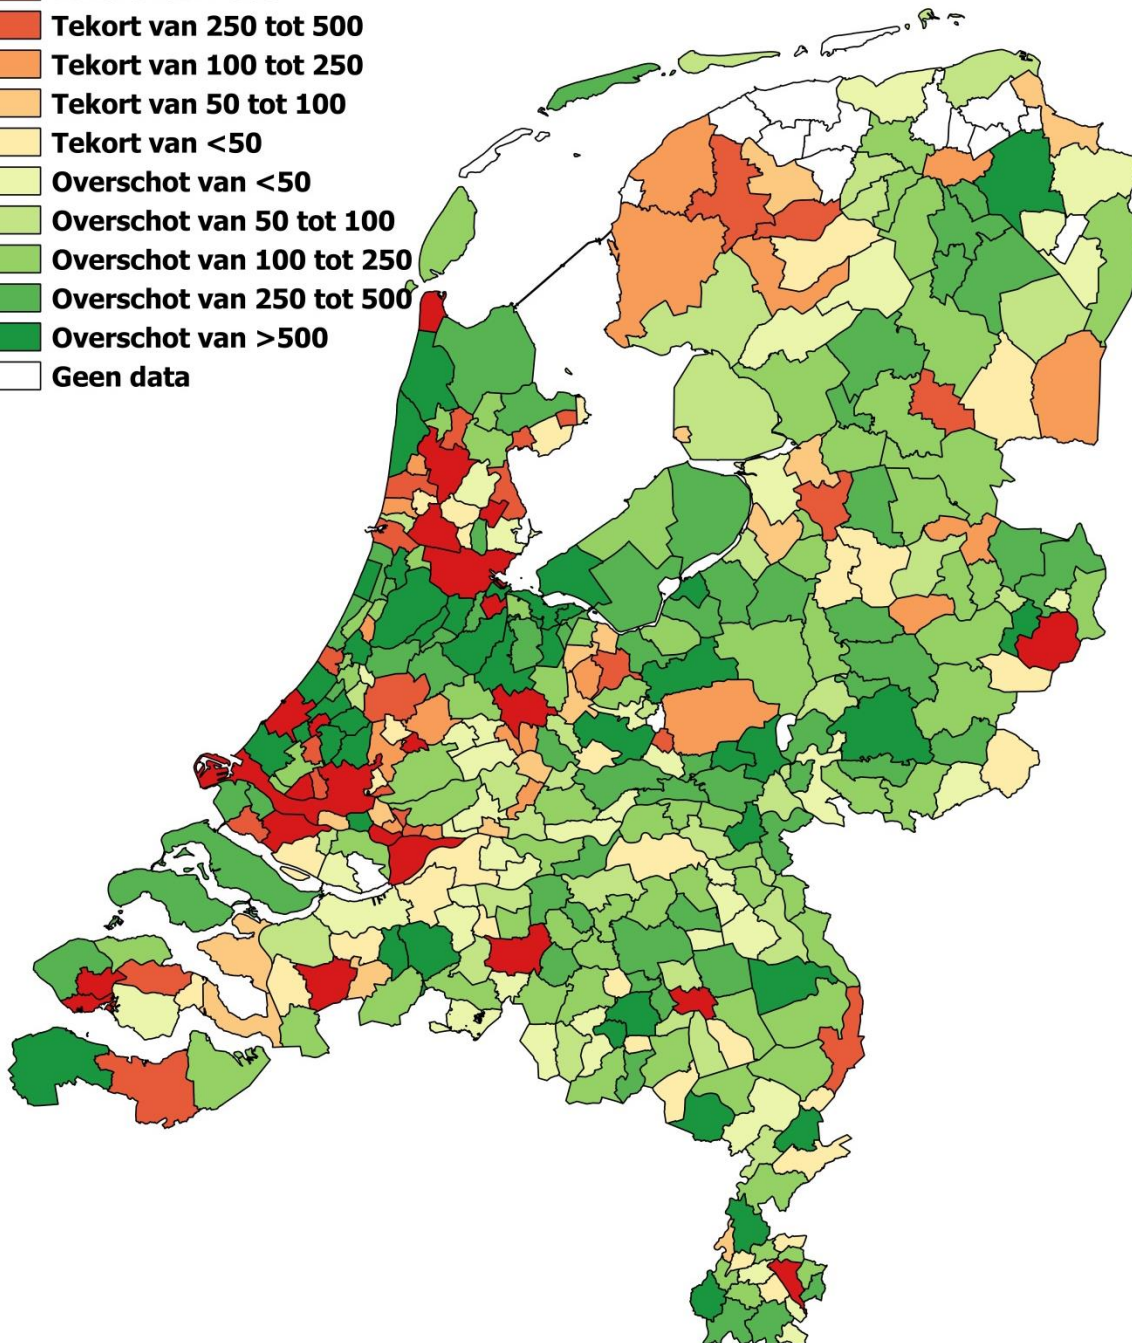 Tekort van 250 tot 500
Tekort van 100 tot 250
Tekort van 50 tot 100
Tekort van <50
Overschot van <50
Overschot van 50 tot 100
Overschot van 100 tot 250
Overschot van 250 tot 500
Overschot van >500
Geen data